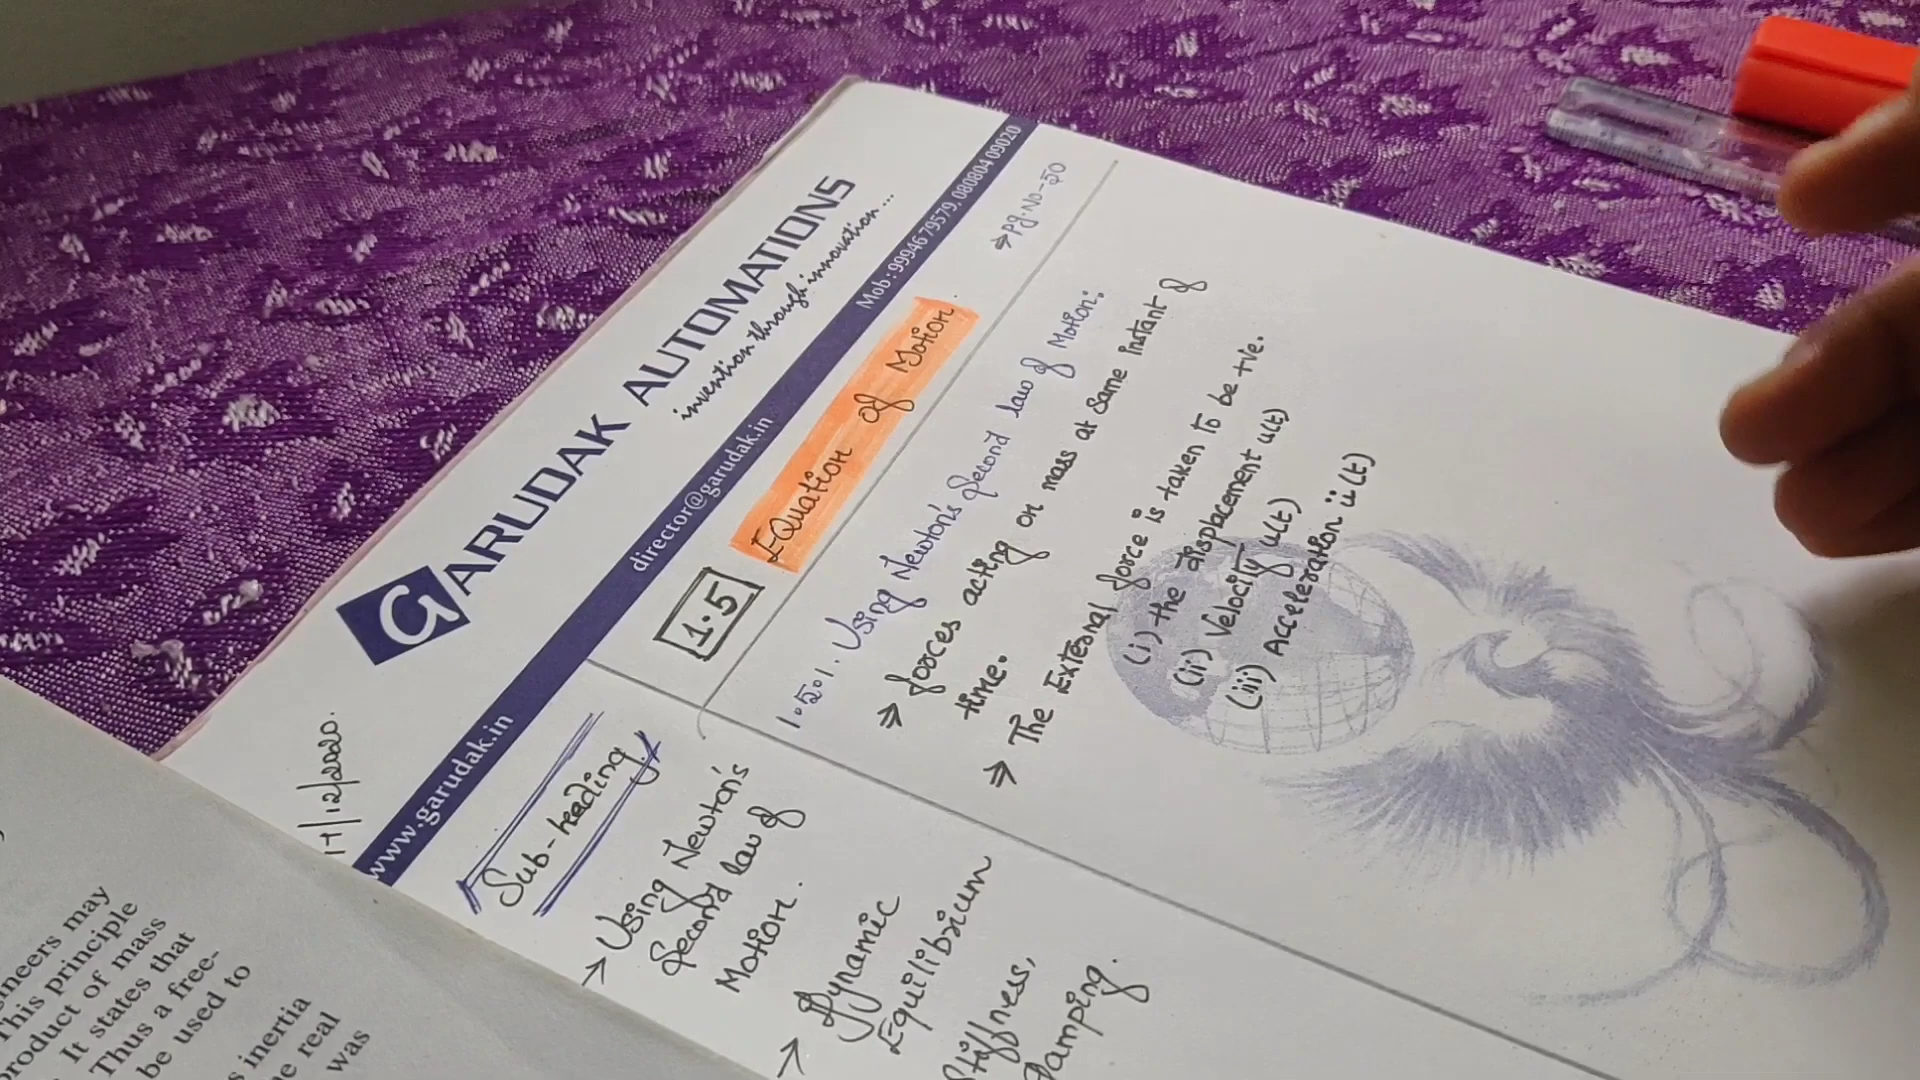 GARUDAK AUTOMATIONS
invention through innovation ...
www.garudak.in director@garudak.in Mob : 99946 79579, 080804 09020
1.5 Equation of Motion ⇒ Pg.No-50
1.5.1. Using Newton's Second law of Motion:
⇒ forces acting on mass at same instant of
time.
⇒ The External force is taken to be +ve.
(i) the displacement u(t)
(ii) Velocity u(t)
(iii) Acceleration ü(t)
/12/2020.
Sub-heading
→ Using Newton's
Second law of
Motion.
→ Dynamic
Equilibrium
Stiffness,
Damping.
ineers may
This principle
product of mass
It states that
Thus a free-
be used to
s inertia
e real
was